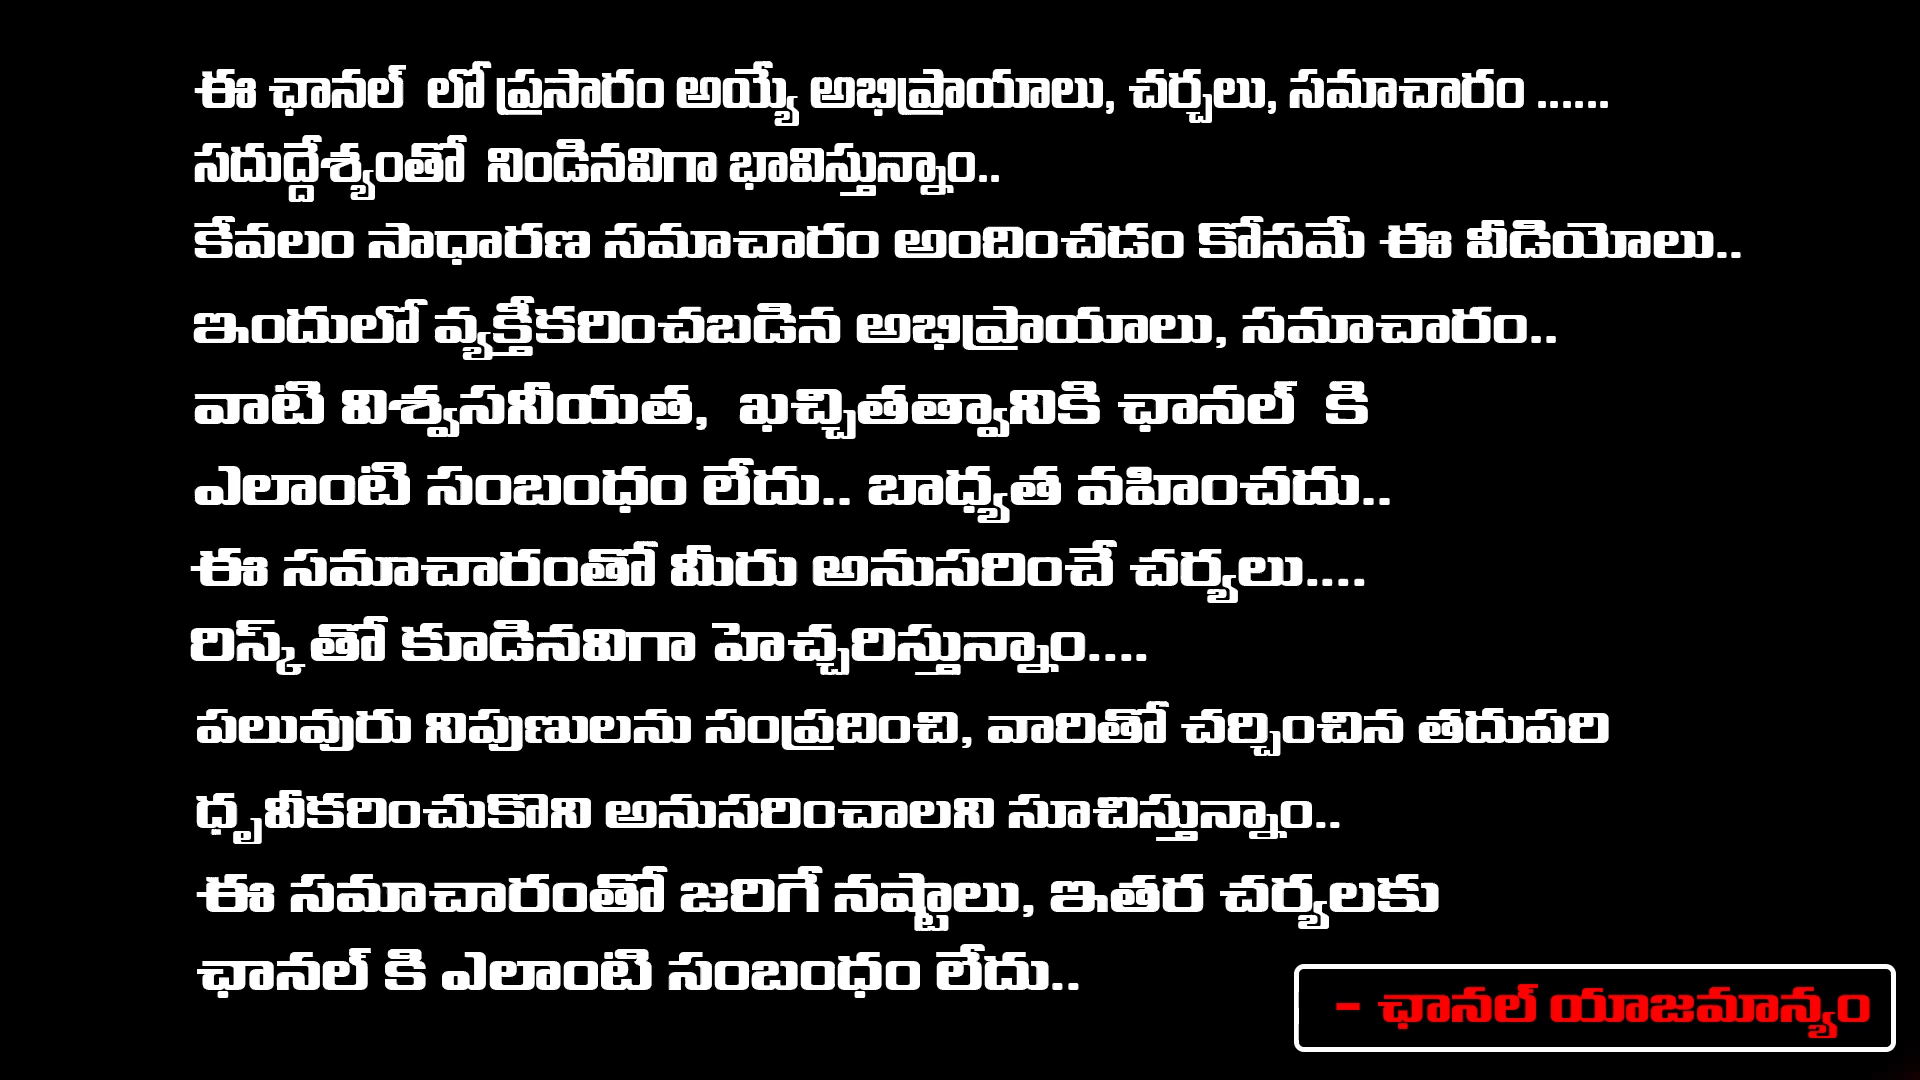 ఈ ఛానల్ లో ప్రసారం అయ్యే అభిప్రాయాలు, చర్చలు, సమాచారం ......
సదుద్దేశ్యంతో నిండినవిగా భావిస్తున్నాం..
కేవలం సాధారణ సమాచారం అందించడం కోసమే ఈ వీడియోలు..
ఇందులో వ్యక్తీకరించబడిన అభిప్రాయాలు, సమాచారం..
వాటి విశ్వసనీయత, ఖచ్చితత్వానికి ఛానల్ కి
ఎలాంటి సంబంధం లేదు.. బాధ్యత వహించదు..
ఈ సమాచారంతో మీరు అనుసరించే చర్యలు....
రిస్క్ తో కూడినవిగా హెచ్చరిస్తున్నాం....
పలువురు నిపుణులను సంప్రదించి, వారితో చర్చించిన తదుపరి
ధృవీకరించుకొని అనుసరించాలని సూచిస్తున్నాం..
ఈ సమాచారంతో జరిగే నష్టాలు, ఇతర చర్యలకు
ఛానల్ కి ఎలాంటి సంబంధం లేదు..
- ఛానల్ యాజమాన్యం